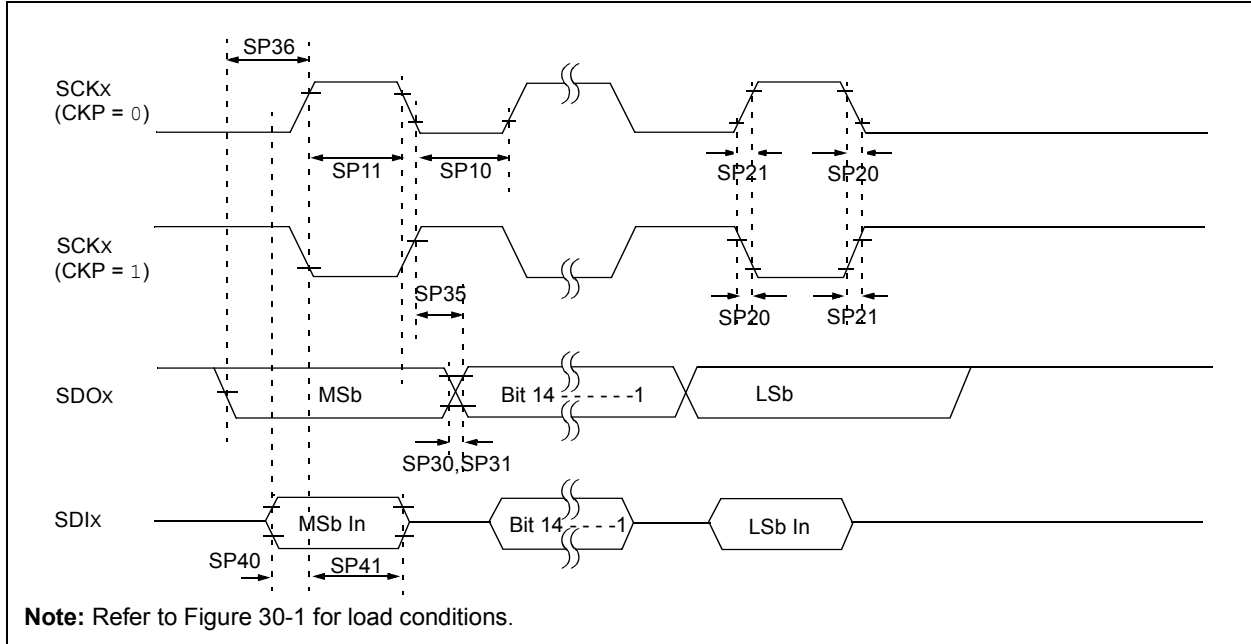 SP36
SCKx
(CKP = 0)
SP11
SP10
SP21
SP20
SCKx
(CKP = 1)
SP35
SP20
SP21
SDOx
MSb
Bit 14 - - - - - -1
LSb
SP30,SP31
SDIx
MSb In
Bit 14 - - - -1
LSb In
SP40
SP41
Note: Refer to Figure 30-1 for load conditions.